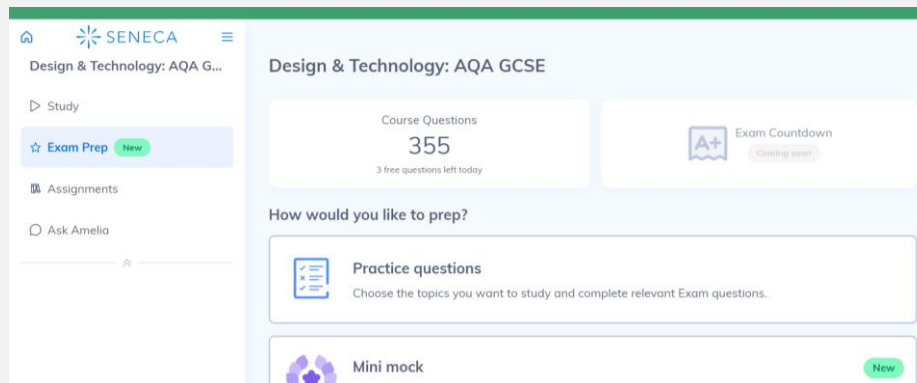 SENECA
Design & Technology: AQA G...
Study
Exam Prep New
Assignments
Ask Amelia
Design & Technology: AQA GCSE
Course Questions
355
3 free questions left today
A+
Exam Countdown
Coming soon
How would you like to prep?
Practice questions
Choose the topics you want to study and complete relevant Exam questions.
Mini mock
New